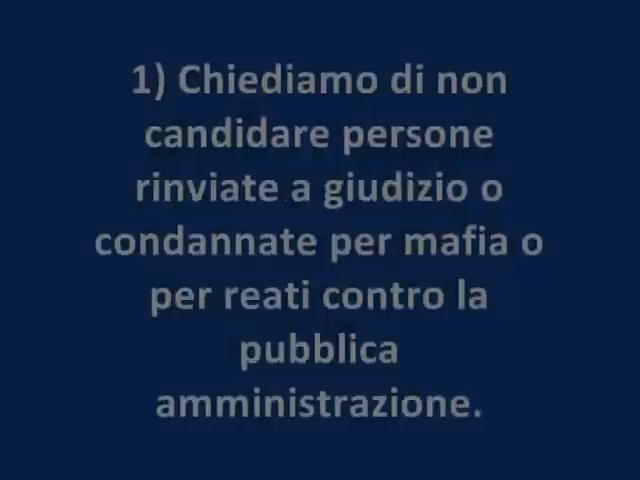 1) Chiediamo di non
candidare persone
rinviate a giudizio o
condannate per mafia o
per reati contro la
pubblica
amministrazione.